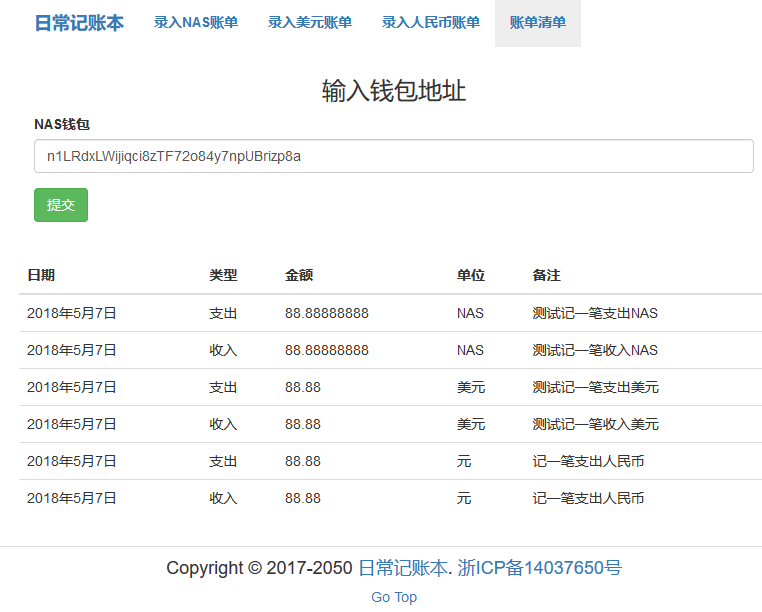 日常记账本 录入NAS账单 录入美元账单 录入人民币账单 账单清单
输入钱包地址
NAS钱包
n1LRdxLWijiqci8zTF72o84y7npUBrizp8a
提交
日期 类型 金额 单位 备注
2018年5月7日 支出 88.88888888 NAS 测试记一笔支出NAS
2018年5月7日 收入 88.88888888 NAS 测试记一笔收入NAS
2018年5月7日 支出 88.88 美元 测试记一笔支出美元
2018年5月7日 收入 88.88 美元 测试记一笔收入美元
2018年5月7日 支出 88.88 元 记一笔支出人民币
2018年5月7日 收入 88.88 元 记一笔支出人民币
Copyright © 2017-2050 日常记账本. 浙ICP备14037650号
Go Top